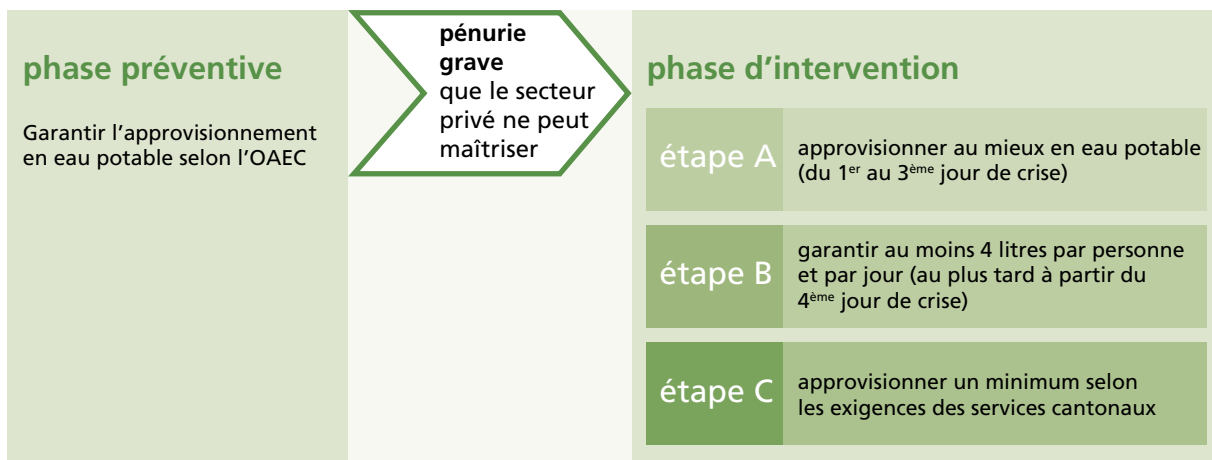 phase préventive
Garantir l’approvisionnement
en eau potable selon l’OAEC
pénurie
grave
que le secteur
privé ne peut
maîtriser
phase d’intervention
étape A
approvisionner au mieux en eau potable
(du 1er au 3ème jour de crise)
étape B
garantir au moins 4 litres par personne
et par jour (au plus tard à partir du
4ème jour de crise)
étape C
approvisionner un minimum selon
les exigences des services cantonaux